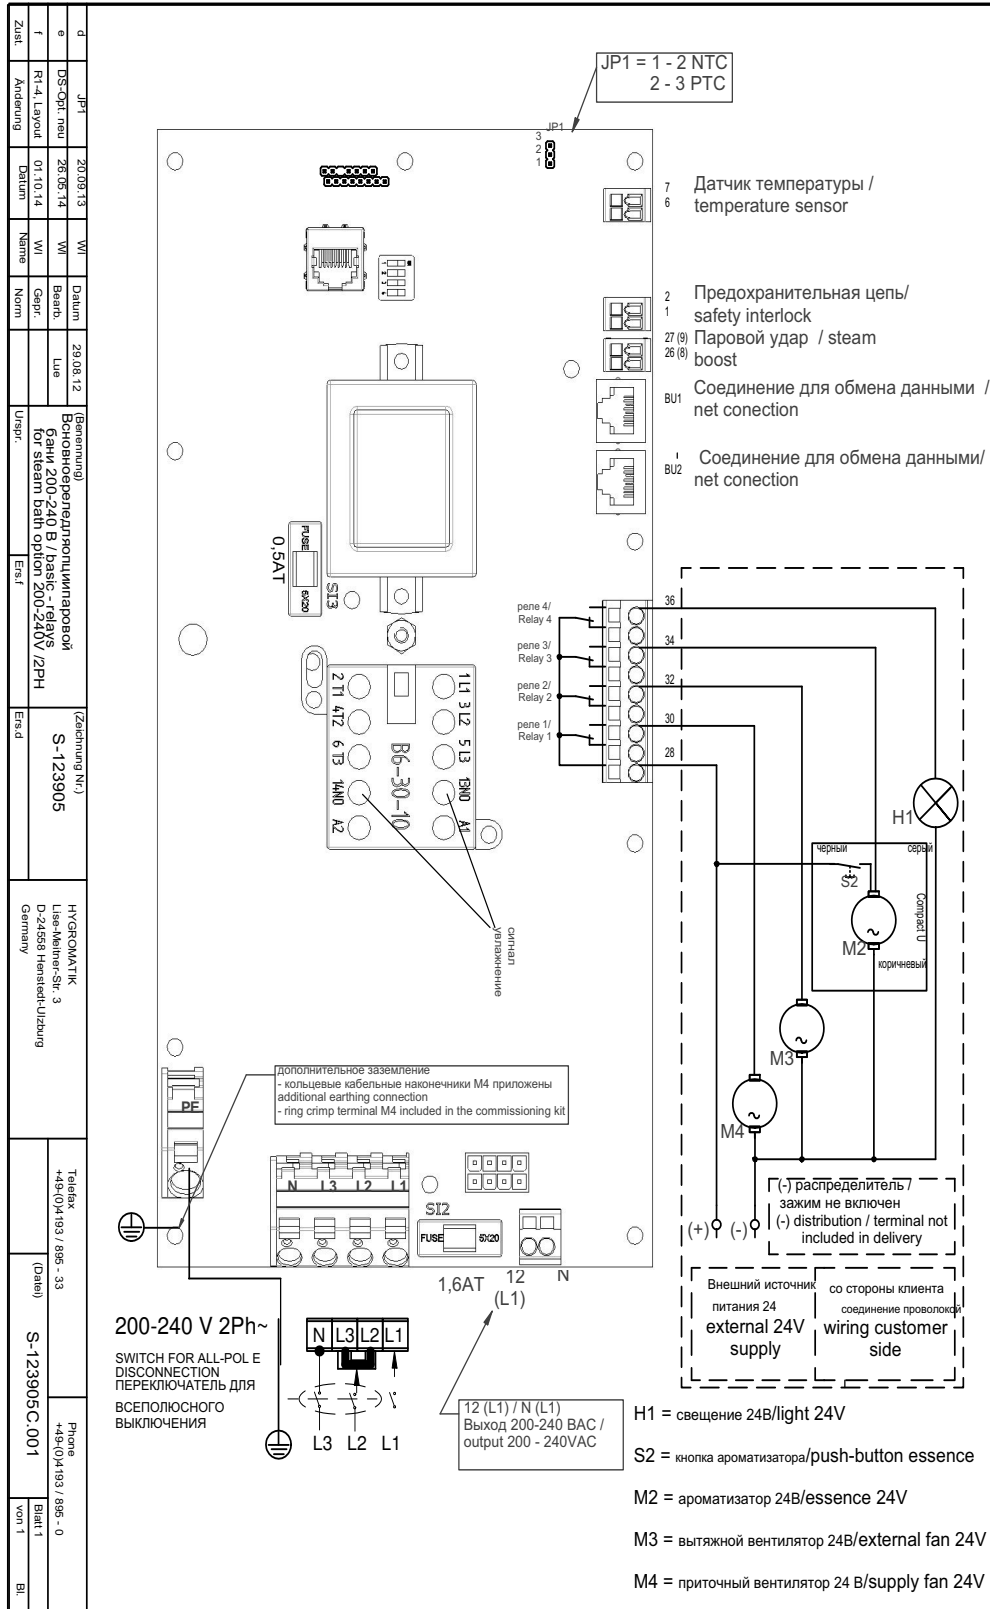 JP1 = 1 - 2 NTC
2 - 3 PTC
JP1
3
2
1
7
6
Датчик температуры /
temperature sensor
2
1
Предохранительная цепь/
safety interlock
27 (9)
26 (8)
Паровой удар / steam
boost
BU1
Соединение для обмена данными /
net conection
BU2
Соединение для обмена данными/
net conection
FUSE
5X20
0,5AT
SI3
2 T1
4T2
6 T3
14NO
A2
1 L1
3 L2
5 L3
13NO
A1
B6-30-10
сигнал
увлажнение
реле 4/
Relay 4
реле 3/
Relay 3
реле 2/
Relay 2
реле 1/
Relay 1
36
34
32
30
28
H1
черный
серый
S2
Compact U
M2
коричневый
M3
M4
(+)
(-)
(-) распределитель /
зажим не включен
(-) distribution / terminal not
included in delivery
Внешний источник
питания 24
external 24V
supply
со стороны клиента
соединение проволокой
wiring customer
side
дополнительное заземление
- кольцевые кабельные наконечники М4 приложены
additional earthing connection
- ring crimp terminal M4 included in the commissioning kit
PE
N
L3
L2
L1
SI2
FUSE
5X20
1,6AT
12
(L1)
N
200-240 V 2Ph~
SWITCH FOR ALL-POL E
DISCONNECTION
ПЕРЕКЛЮЧАТЕЛЬ ДЛЯ
ВСЕПОЛЮСНОГО
ВЫКЛЮЧЕНИЯ
N L3 L2 L1
L3 L2 L1
12 (L1) / N (L1)
Выход 200-240 ВАС /
output 200 - 240VAC
H1 = свещение 24В/light 24V
S2 = кнопка ароматизатора/push-button essence
M2 = ароматизатор 24В/essence 24V
M3 = вытяжной вентилятор 24В/external fan 24V
M4 = приточный вентилятор 24 В/supply fan 24V
d JP1 20.09.13 WI
e DS-Opt. neu 26.05.14 WI
f R1-4, Layout 01.10.14 WI
Zust. Änderung Datum Name
Datum 29.08.12
Bearb. Lue
Gepr.
Norm
(Benennung)
Всновноереледляопциипаровой
бани 200-240 В / basic - relays
for steam bath option 200-240V /2PH
Urspr. Ers.f Ers.d
(Zeichnung Nr.)
S-123905
HYGROMATIK
Lise-Meitner-Str. 3
D-24558 Henstedt-Ulzburg
Germany
Telefax
+49-(0)4193 / 895 - 33
Phone
+49-(0)4193 / 895 - 0
(Datei)
S-123905C.001
Blatt 1
von 1 Bl.